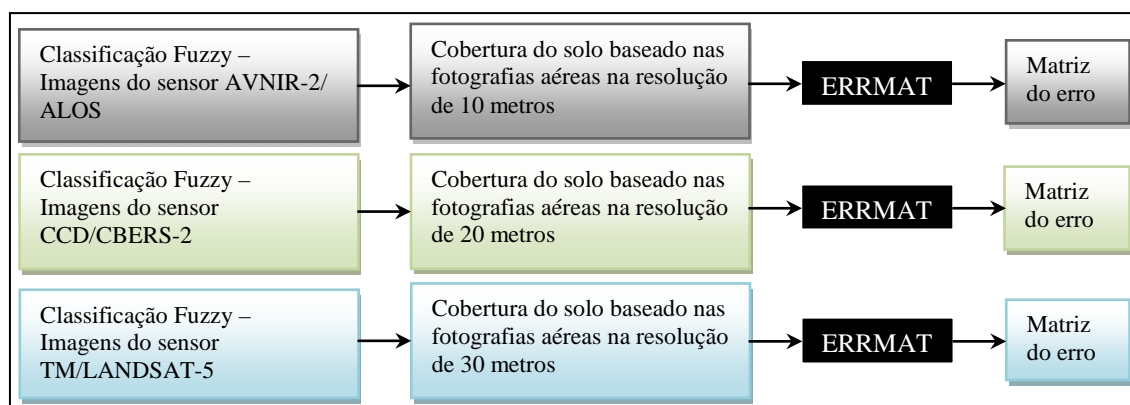 Classificação Fuzzy –
Imagens do sensor AVNIR-2/
ALOS
Cobertura do solo baseado nas
fotografias aéreas na resolução
de 10 metros
ERRMAT
Matriz
do erro
Classificação Fuzzy –
Imagens do sensor
CCD/CBERS-2
Cobertura do solo baseado nas
fotografias aéreas na resolução
de 20 metros
ERRMAT
Matriz
do erro
Classificação Fuzzy –
Imagens do sensor
TM/LANDSAT-5
Cobertura do solo baseado nas
fotografias aéreas na resolução
de 30 metros
ERRMAT
Matriz
do erro